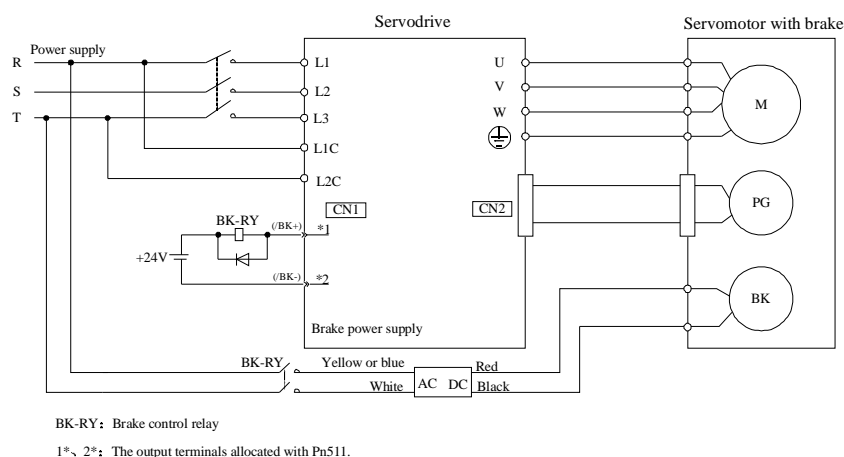 Servodrive
Servomotor with brake
Power supply
R
S
T
L1
L2
L3
L1C
L2C
U
V
W
M
CN1
CN2
PG
BK-RY
(/BK+)
*1
+24V
(/BK-)
*2
BK
Brake power supply
BK-RY
Yellow or blue
White
AC DC
Red
Black
BK-RY：Brake control relay
1*、2*：The output terminals allocated with Pn511.